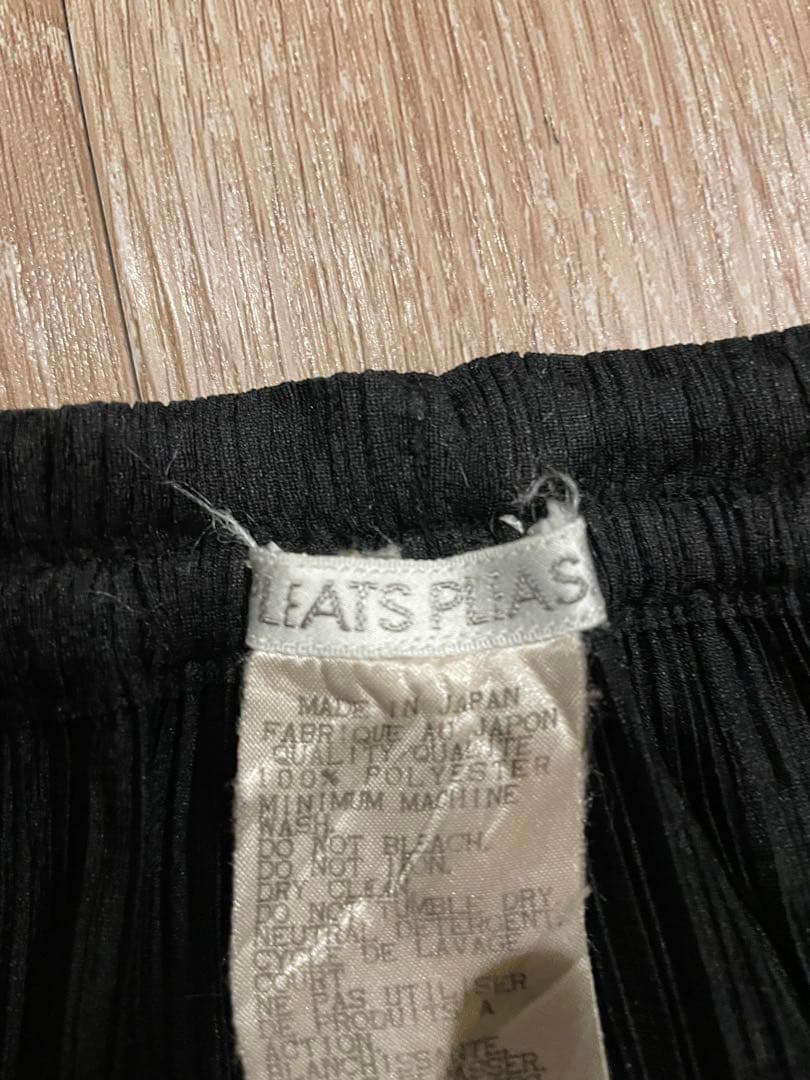 LEATS PLEAS
MADE IN JAPAN
FABRIQUE AU JAPON
QUALITY QUALITE
100% POLYESTER
MINIMUM MACHINE
WASH.
DO NOT BLEACH.
DO NOT IRON.
DRY CLEAN
DO NOT TUMBLE DRY
NEUTRAL DETERGENT.
CYCLE DE LAVAGE
COURT
NE PAS UTILISER
DE PRODUITS A
ACTION
BLANCHISSANTE.